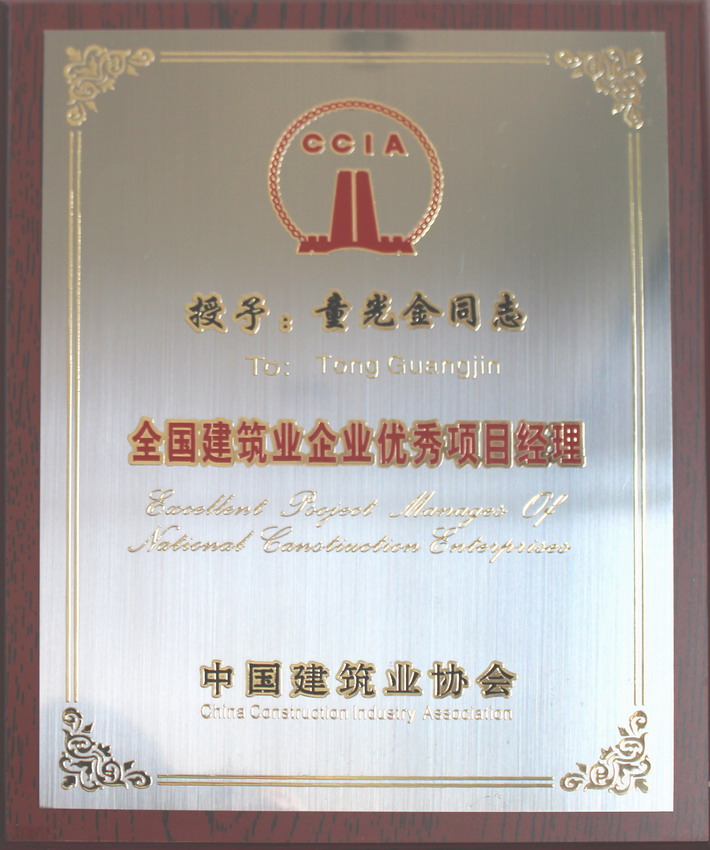 CCIA
授予：童光金同志
To: Tong Guangjin
全国建筑业企业优秀项目经理
Excellent Project Manager Of
National Construction Enterprises
中国建筑业协会
China Construction Industry Association